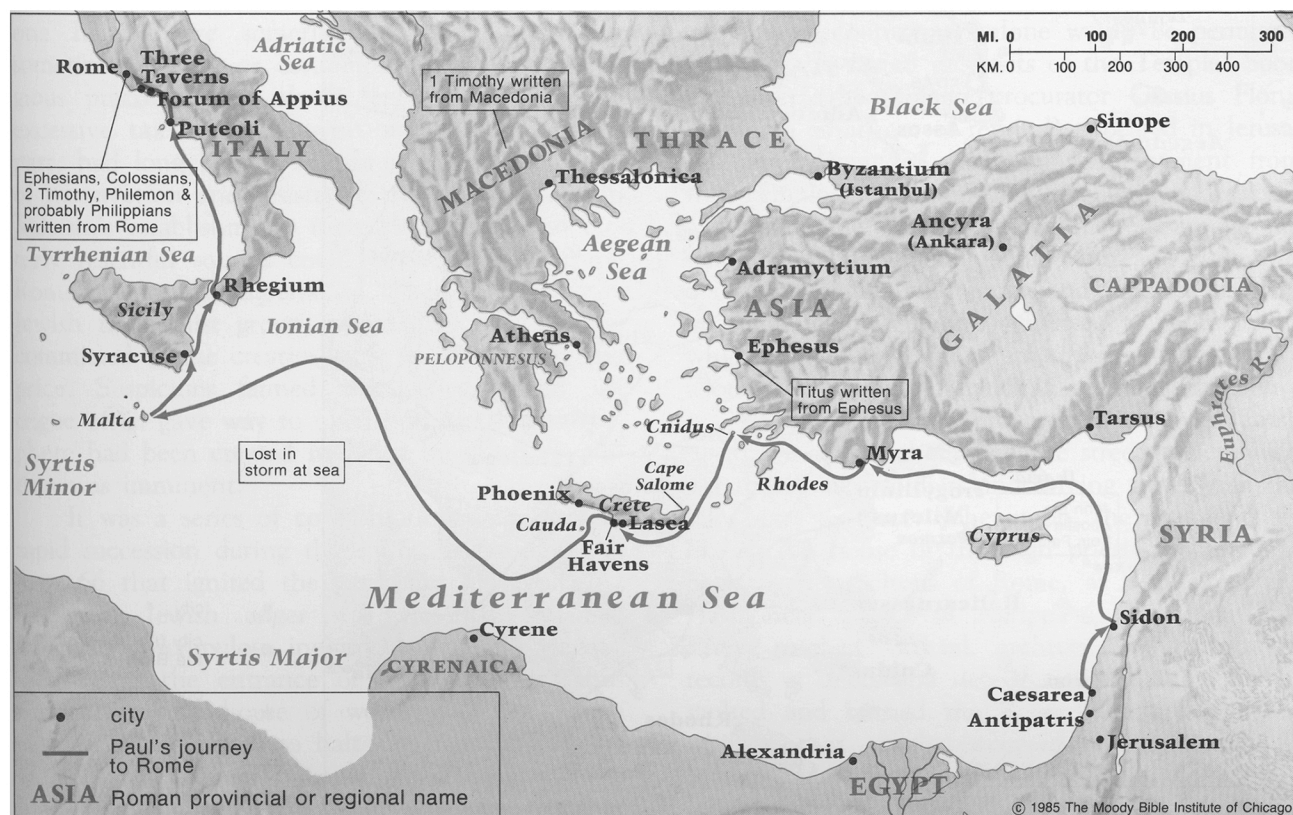 Adriatic
Sea
Three
Taverns
Rome
Forum of Appius
Puteoli
ITALY
1 Timothy written
from Macedonia
MI. 0 100 200 300
KM. 0 100 200 300 400
Black Sea
Sinope
THRACE
MACEDONIA
Thessalonica
Byzantium
(Istanbul)
Ancyra
(Ankara)
Ephesians, Colossians,
2 Timothy, Philemon &
probably Philippians
written from Rome
Tyrrhenian Sea
Aegean
Sea
Adramyttium
GALATIA
CAPPADOCIA
Rhegium
Sicily
Ionian Sea
ASIA
Athens
PELOPONNESUS
Ephesus
Syracuse
Titus written
from Ephesus
Euphrates R.
Malta
Cnidus
Tarsus
Lost in
storm at sea
Myra
Syrtis
Minor
Cape
Salome
Rhodes
Phoenix
Crete
Cauda
Lasea
Fair
Havens
Cyprus
SYRIA
Mediterranean Sea
Sidon
Cyrene
Syrtis Major
CYRENAICA
Caesarea
Antipatris
Jerusalem
Alexandria
EGYPT
city
Paul's journey
to Rome
ASIA Roman provincial or regional name
© 1985 The Moody Bible Institute of Chicago